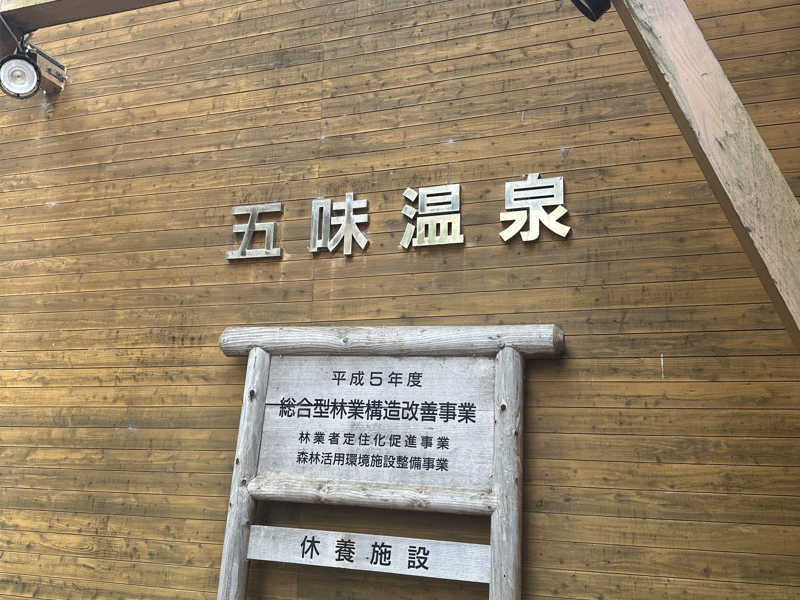 五味温泉
平成5年度
総合型林業構造改善事業
林業者定住化促進事業
森林活用環境施設整備事業
休養施設